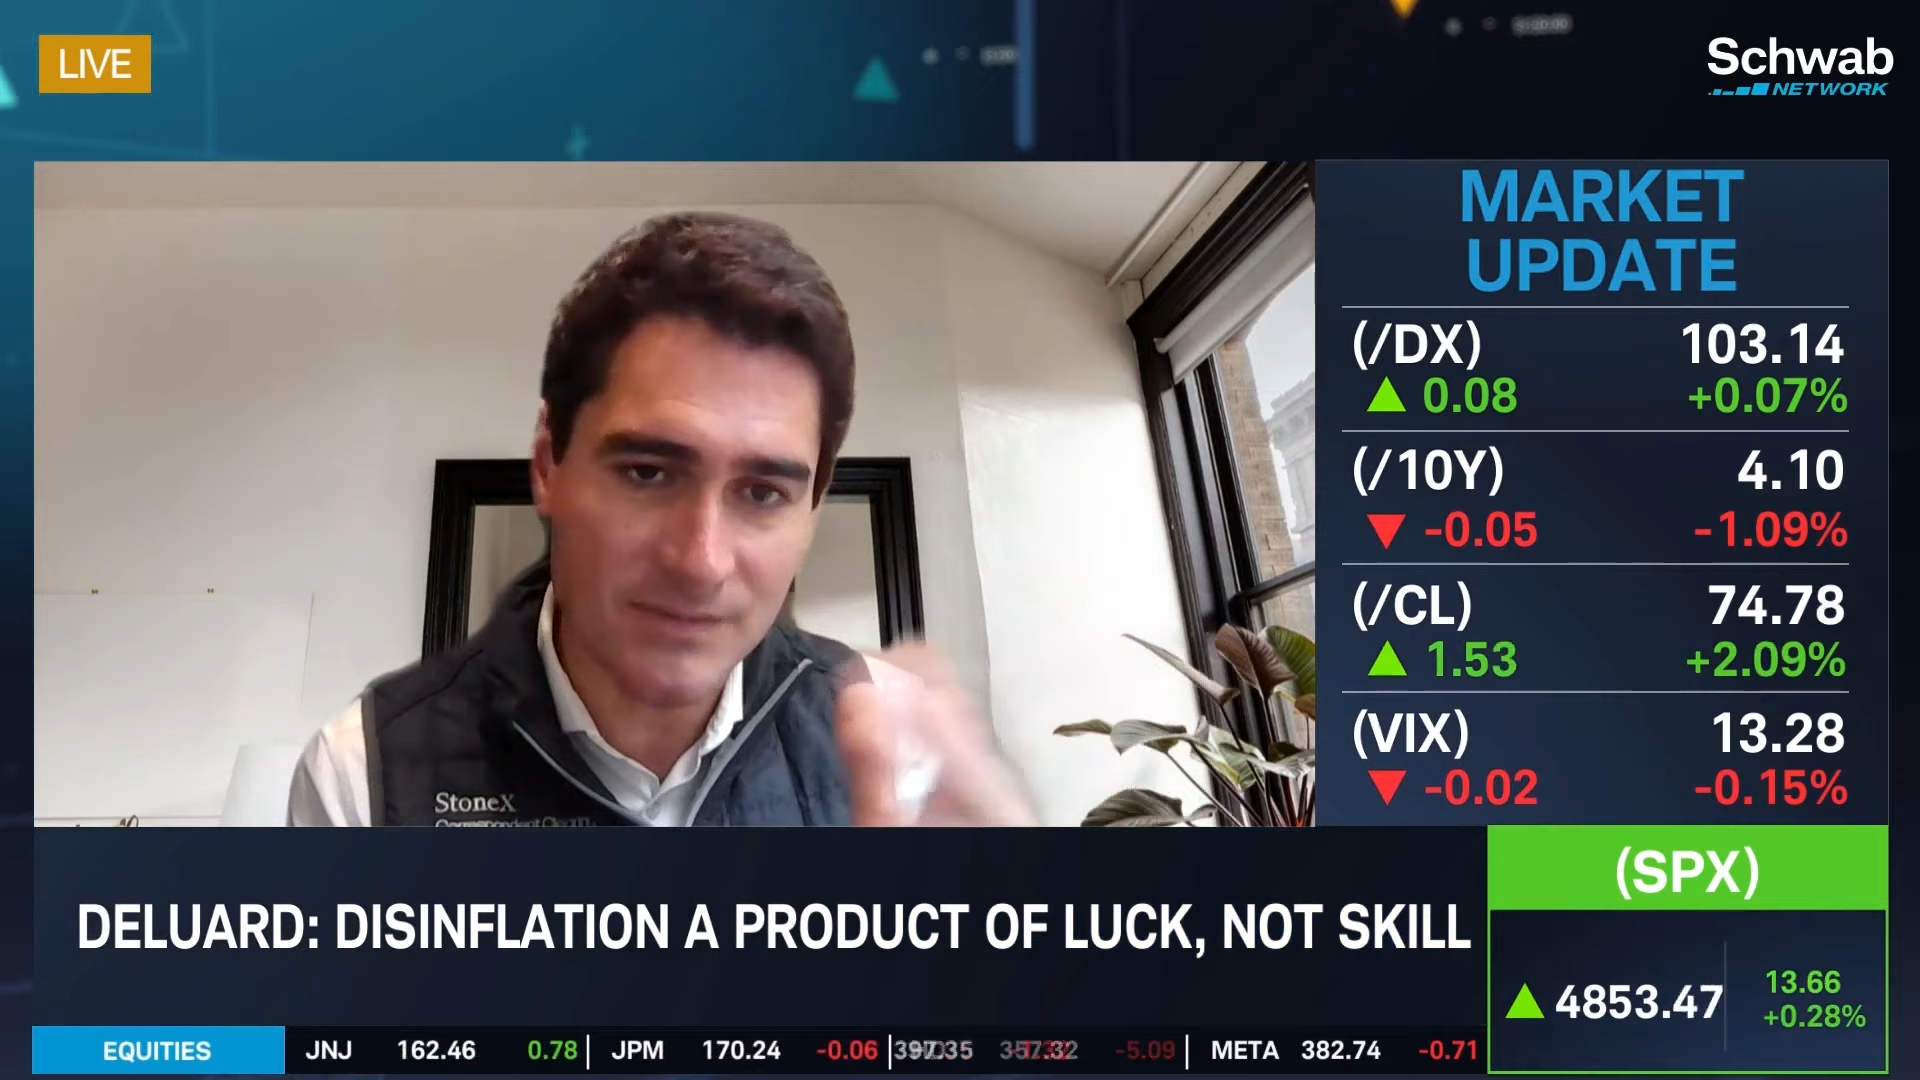 LIVE
Schwab
NETWORK
MARKET
UPDATE
(/DX) 103.14
0.08 +0.07%
(/10Y) 4.10
-0.05 -1.09%
(/CL) 74.78
1.53 +2.09%
(VIX) 13.28
-0.02 -0.15%
StoneX
DELUARD: DISINFLATION A PRODUCT OF LUCK, NOT SKILL
(SPX)
4853.47
13.66
+0.28%
EQUITIES JNJ 162.46 0.78 JPM 170.24 -0.06 -5.09 META 382.74 -0.71